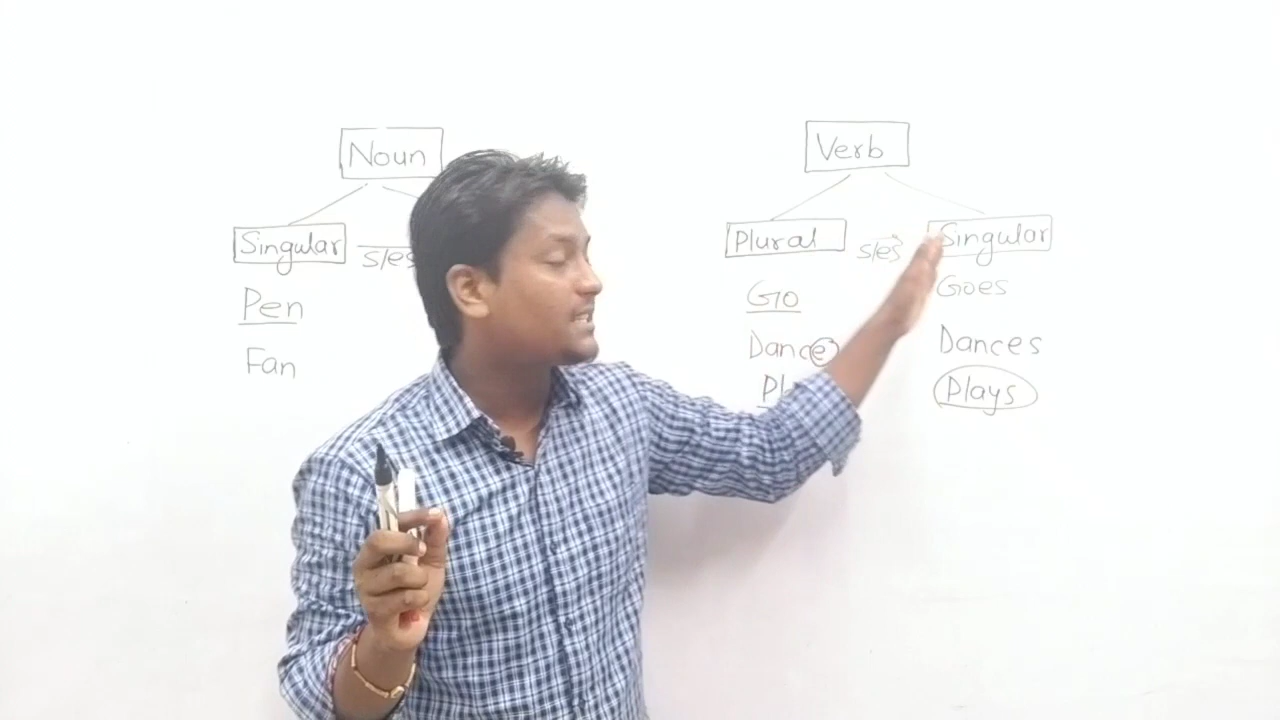 Noun
Singular
s/es
Pen
Fan
Verb
Plural
s/es
Singular
Go
Goes
Dance
Dances
Plays